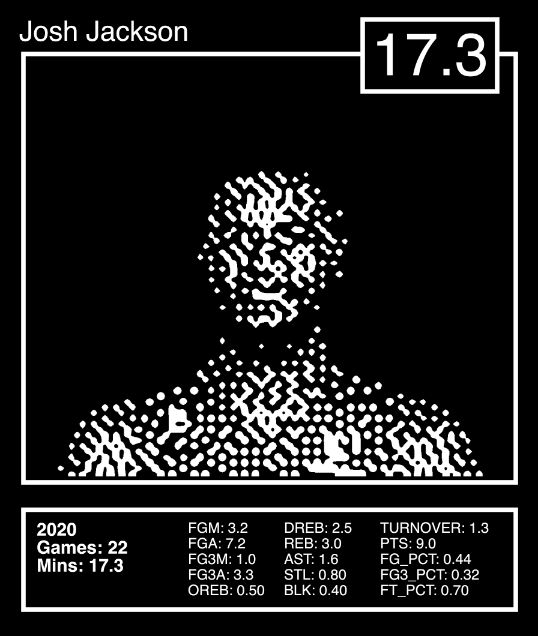 Josh Jackson
17.3
2020
Games: 22
Mins: 17.3
FGM: 3.2
FGA: 7.2
FG3M: 1.0
FG3A: 3.3
OREB: 0.50
DREB: 2.5
REB: 3.0
AST: 1.6
STL: 0.80
BLK: 0.40
TURNOVER: 1.3
PTS: 9.0
FG_PCT: 0.44
FG3_PCT: 0.32
FT_PCT: 0.70